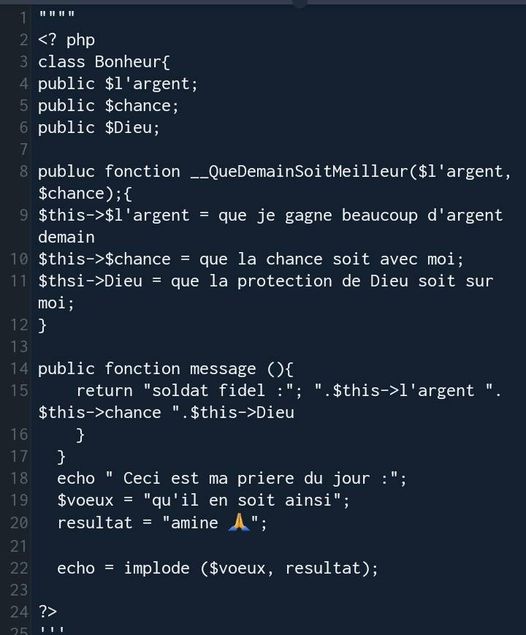 1 """"
2 <? php
3 class Bonheur{
4 public $l'argent;
5 public $chance;
6 public $Dieu;
7
8 publuc fonction __QueDemainSoitMeilleur($l'argent,
$chance);{
9 $this->$l'argent = que je gagne beaucoup d'argent
demain
10 $this->$chance = que la chance soit avec moi;
11 $thsi->Dieu = que la protection de Dieu soit sur
moi;
12 }
13
14 public fonction message (){
15 return "soldat fidel :"; ".$this->l'argent ".
$this->chance ".$this->Dieu
16 }
17 }
18 echo " Ceci est ma priere du jour :";
19 $voeux = "qu'il en soit ainsi";
20 resultat = "amine 🙏";
21
22 echo = implode ($voeux, resultat);
23
24 ?>
25 '''